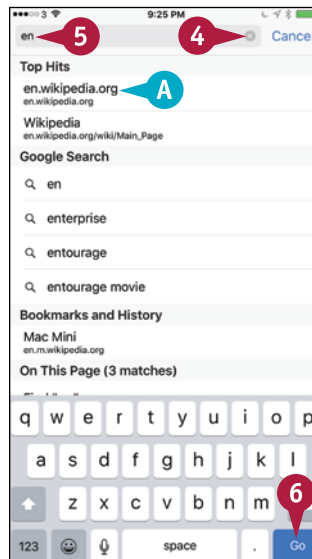 3 9:25 PM
en 5 4 Cance
Top Hits
en.wikipedia.org A
en.wikipedia.org
Wikipedia
en.wikipedia.org/wiki/Main_Page
Google Search
en
enterprise
entourage
entourage movie
Bookmarks and History
Mac Mini
en.m.wikipedia.org
On This Page (3 matches)
q w e r t y u i o p
a s d f g h j k l
z x c v b n m
6
123 space . Go